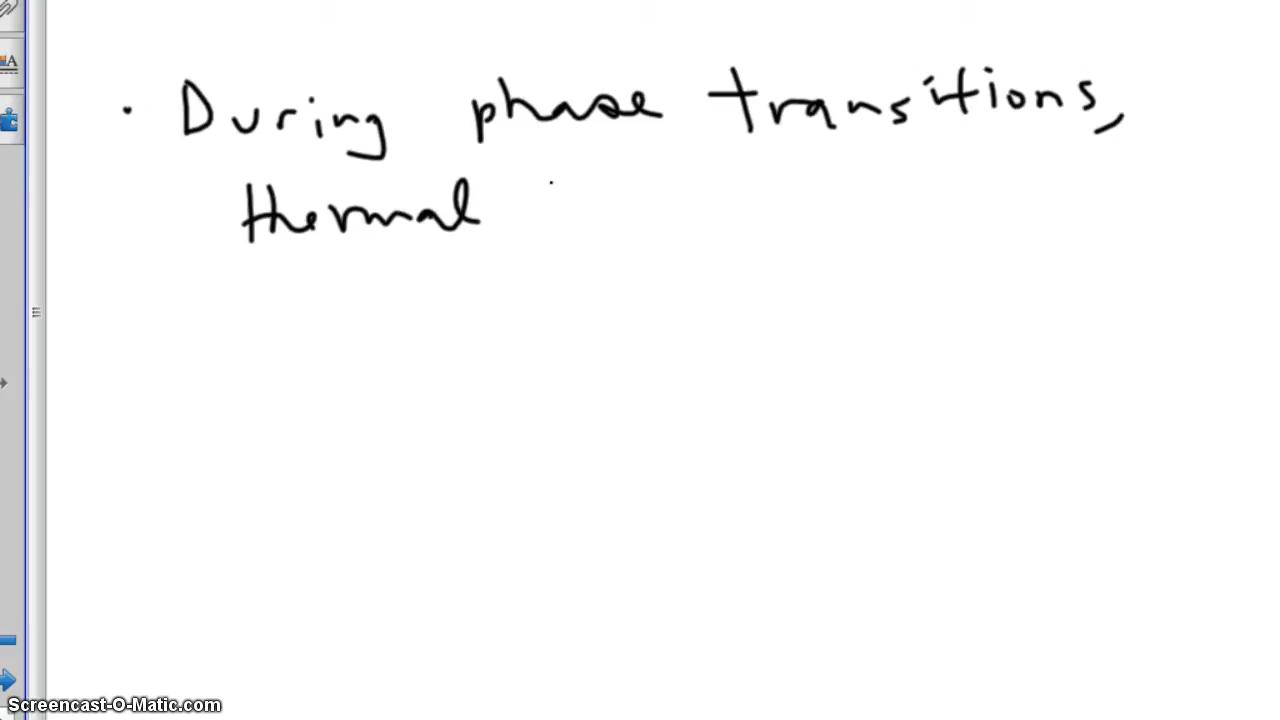 · During phase transitions,
thermal
Screencast-O-Matic.com